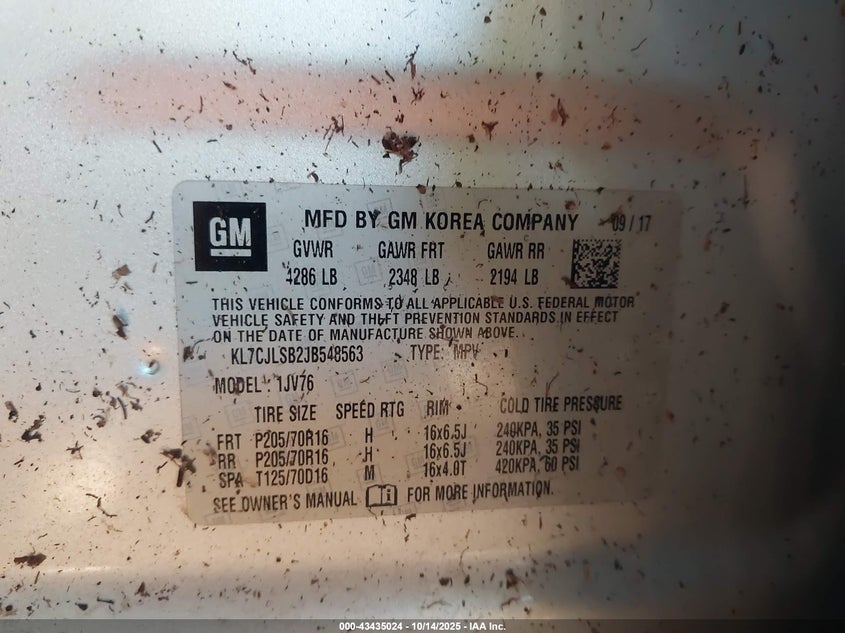 GM
MFD BY GM KOREA COMPANY 09/17
GVWR GAWR FRT GAWR RR
4286 LB 2348 LB 2194 LB
THIS VEHICLE CONFORMS TO ALL APPLICABLE U.S. FEDERAL MOTOR
VEHICLE SAFETY AND THEFT PREVENTION STANDARDS IN EFFECT
ON THE DATE OF MANUFACTURE SHOWN ABOVE.
KL7CJLSB2JB548563 TYPE: MPV
MODEL: 1JV76
TIRE SIZE SPEED RTG RIM COLD TIRE PRESSURE
FRT P205/70R16 H 16x6.5J 240KPA, 35 PSI
RR P205/70R16 H 16x6.5J 240KPA, 35 PSI
SPA T125/70D16 M 16x4.0T 420KPA, 60 PSI
SEE OWNER'S MANUAL FOR MORE INFORMATION.
000-43435024 - 10/14/2025 - IAA Inc.